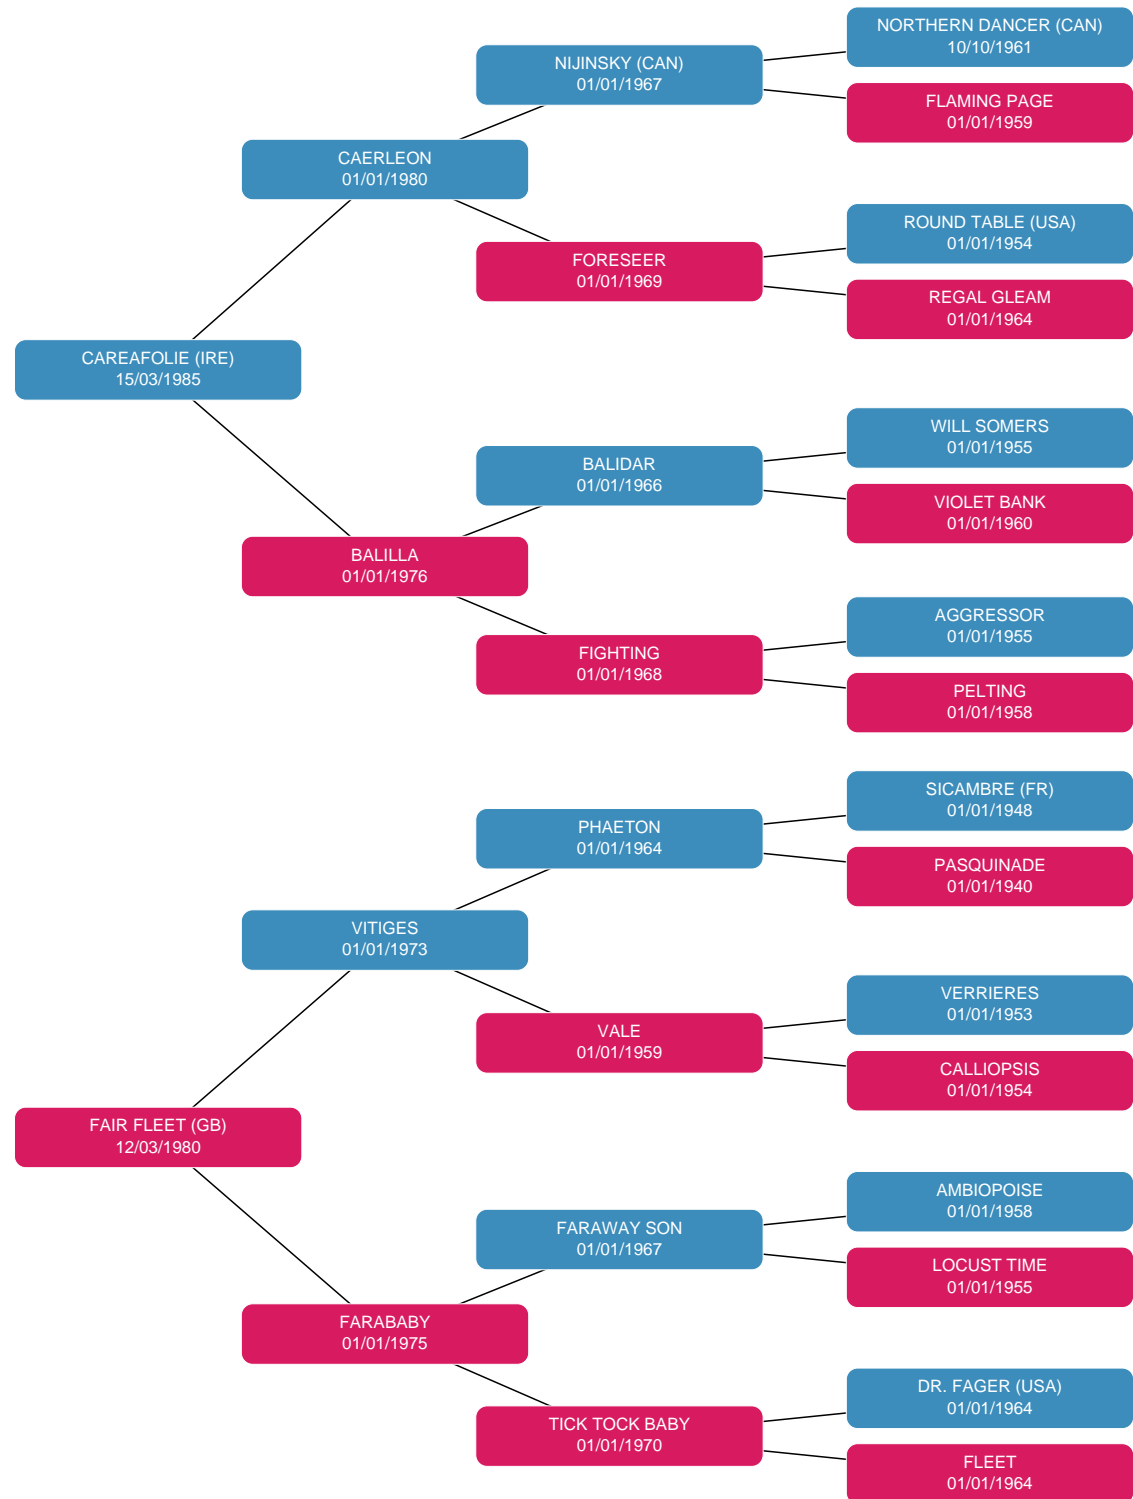 NORTHERN DANCER (CAN)
10/10/1961
NIJINSKY (CAN)
01/01/1967
FLAMING PAGE
01/01/1959
CAERLEON
01/01/1980
ROUND TABLE (USA)
01/01/1954
FORESEER
01/01/1969
REGAL GLEAM
01/01/1964
CAREAFOLIE (IRE)
15/03/1985
WILL SOMERS
01/01/1955
BALIDAR
01/01/1966
VIOLET BANK
01/01/1960
BALILLA
01/01/1976
AGGRESSOR
01/01/1955
FIGHTING
01/01/1968
PELTING
01/01/1958
SICAMBRE (FR)
01/01/1948
PHAETON
01/01/1964
PASQUINADE
01/01/1940
VITIGES
01/01/1973
VERRIERES
01/01/1953
VALE
01/01/1959
CALLIOPSIS
01/01/1954
FAIR FLEET (GB)
12/03/1980
AMBIOPOISE
01/01/1958
FARAWAY SON
01/01/1967
LOCUST TIME
01/01/1955
FARABABY
01/01/1975
DR. FAGER (USA)
01/01/1964
TICK TOCK BABY
01/01/1970
FLEET
01/01/1964